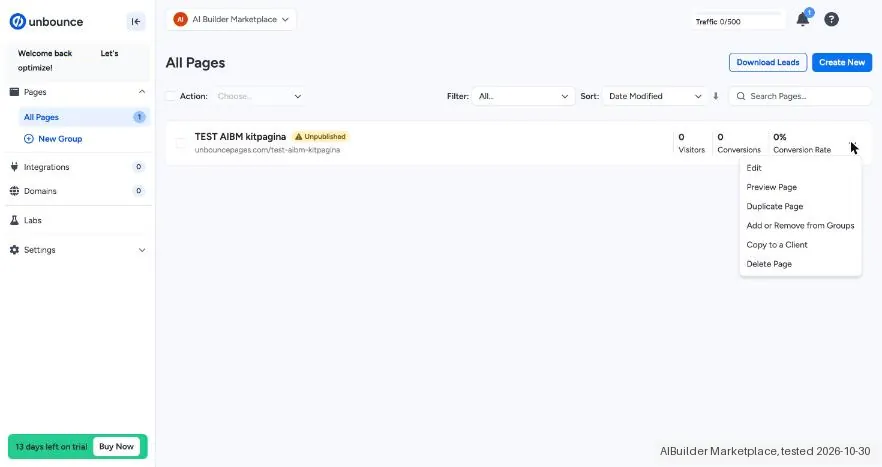 unbounce
AI AI Builder Marketplace
Traffic 0/500
1
?
Welcome back Let's
optimize!
Pages
All Pages 1
New Group
Integrations 0
Domains 0
Labs
Settings
13 days left on trial Buy Now
All Pages
Download Leads
Create New
Action: Choose...
Filter: All..
Sort: Date Modified
Search Pages...
TEST AIBM kitpagina Unpublished
unbouncepages.com/test-aibm-kitpagina
0 0 0%
Visitors Conversions Conversion Rate
Edit
Preview Page
Duplicate Page
Add or Remove from Groups
Copy to a Client
Delete Page
AIBuilder Marketplace, tested 2026-10-30